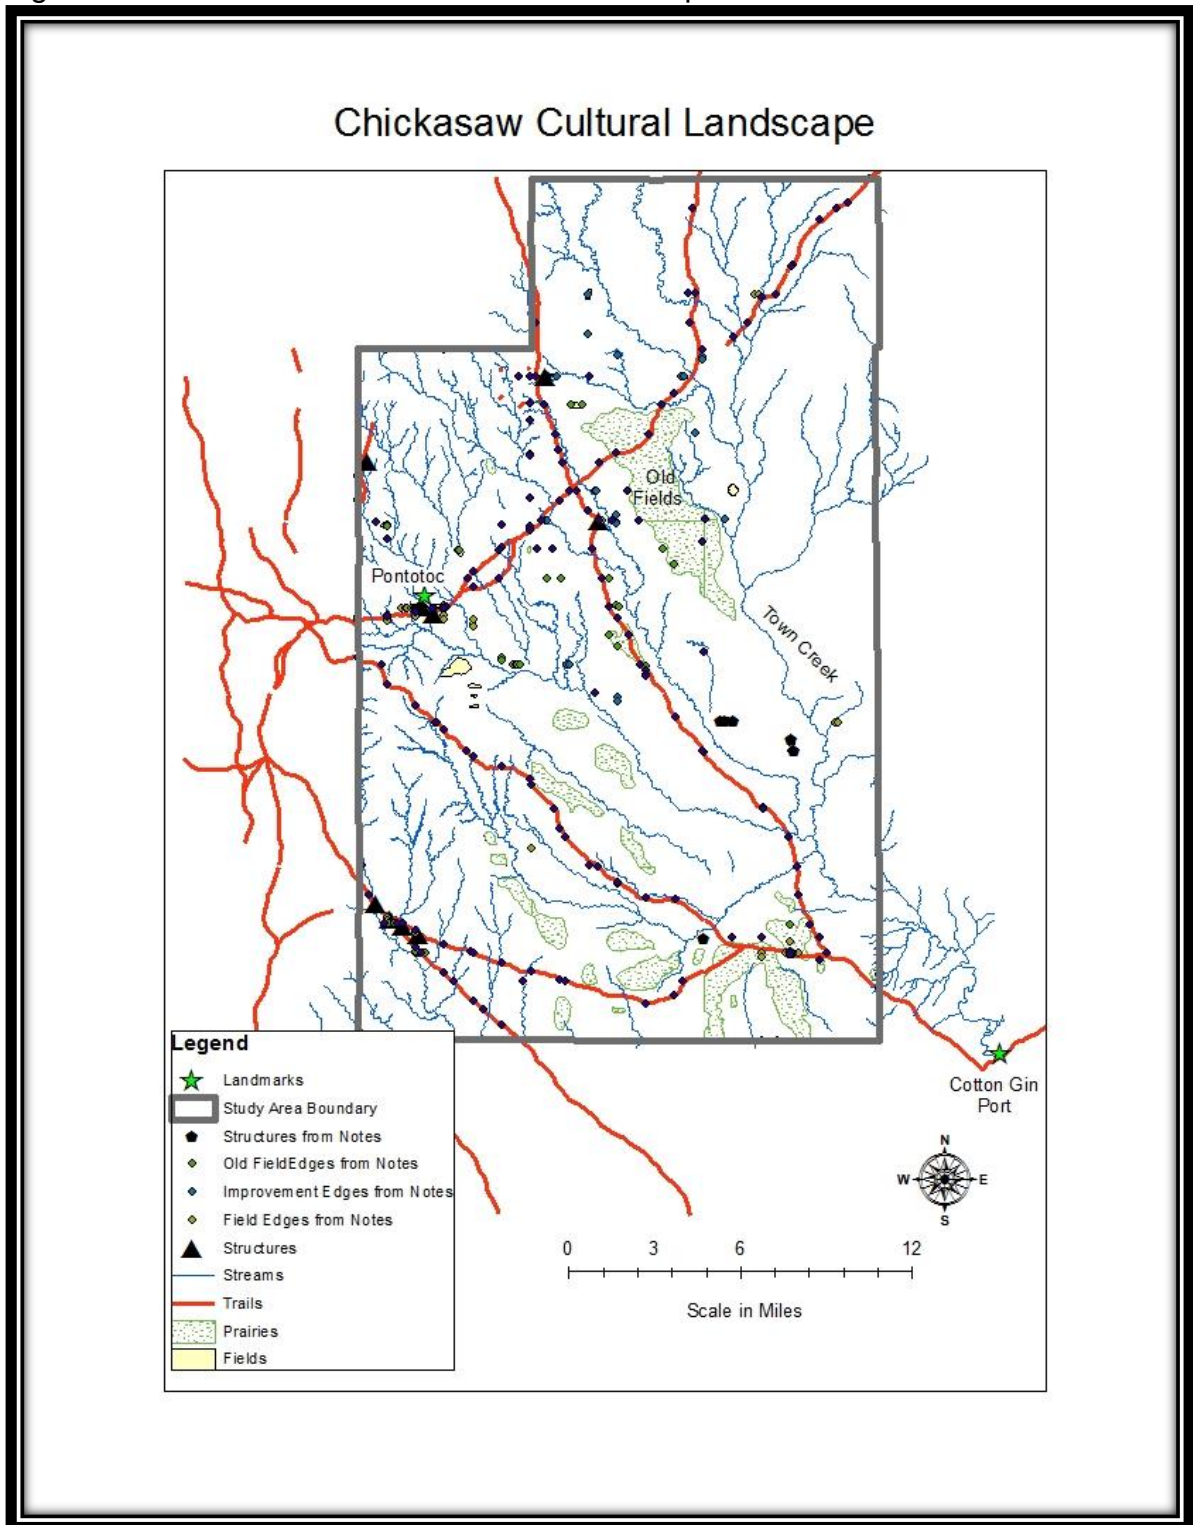 Chickasaw Cultural Landscape
Old
Fields
Pontotoc
Town Creek
Cotton Gin
Port
Legend
Landmarks
Study Area Boundary
Structures from Notes
Old FieldEdges from Notes
Improvement Edges from Notes
Field Edges from Notes
Structures
Streams
Trails
Prairies
Fields
N
W
E
S
0 3 6 12
Scale in Miles